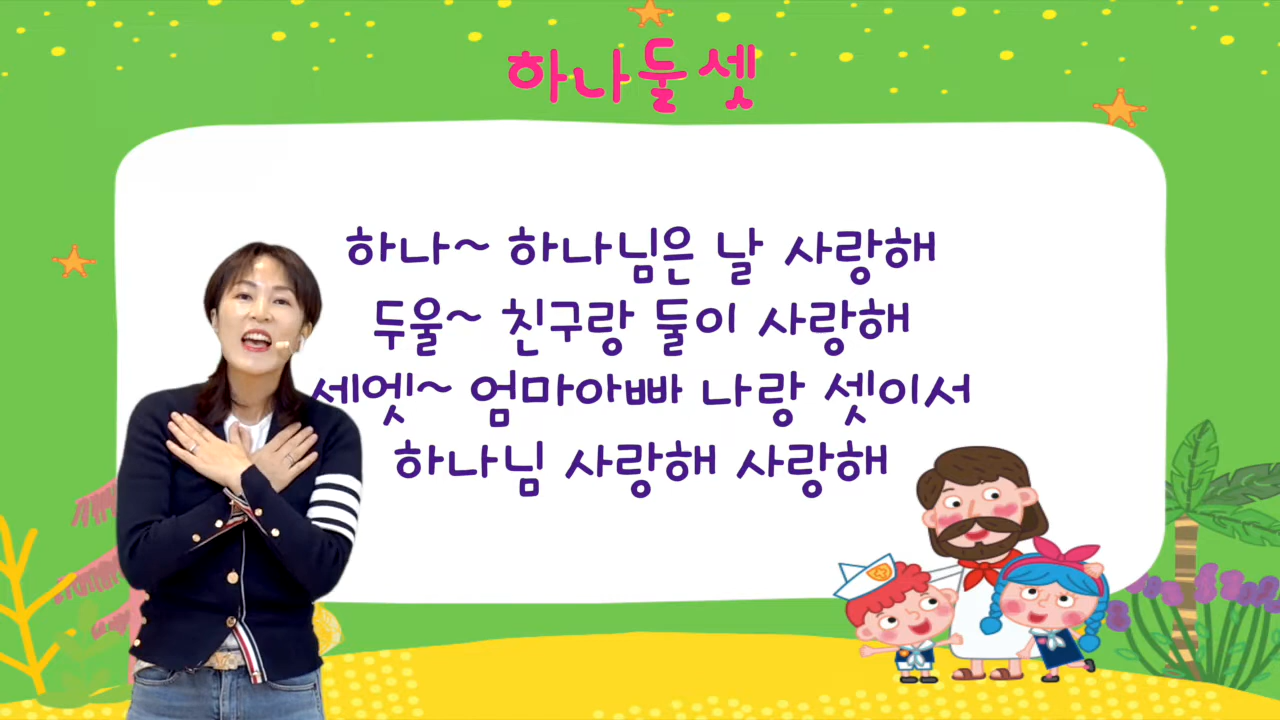 하나둘셋
하나~ 하나님은 날 사랑해
두울~ 친구랑 둘이 사랑해
세엣~ 엄마아빠 나랑 셋이서
하나님 사랑해 사랑해